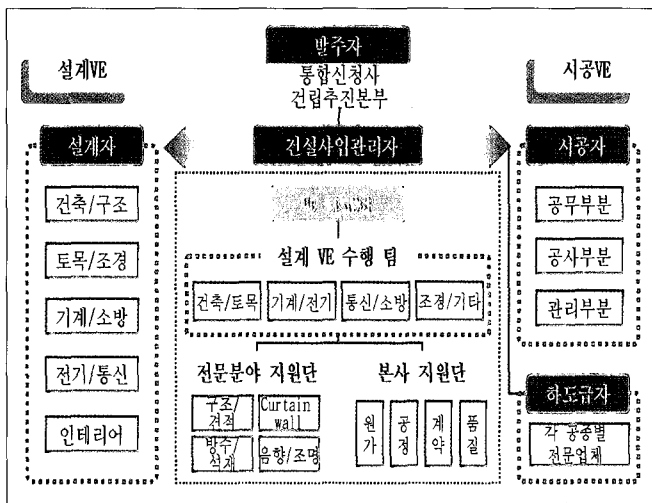 발주자
통합신청사
건립추진본부
설계VE
시공VE
설계자
건설사업관리자
시공자
건축/구조
토목/조경
기계/소방
전기/통신
인테리어
설계 VE 수행 팀
건축/토목
기계/전기
통신/소방
조경/기타
전문분야 지원단
구조/
견적
Curtain
wall
방수/
석재
음향/조명
본사 지원단
원가
공정
계약
품질
공무부분
공사부분
관리부분
하도급자
각 공종별
전문업체